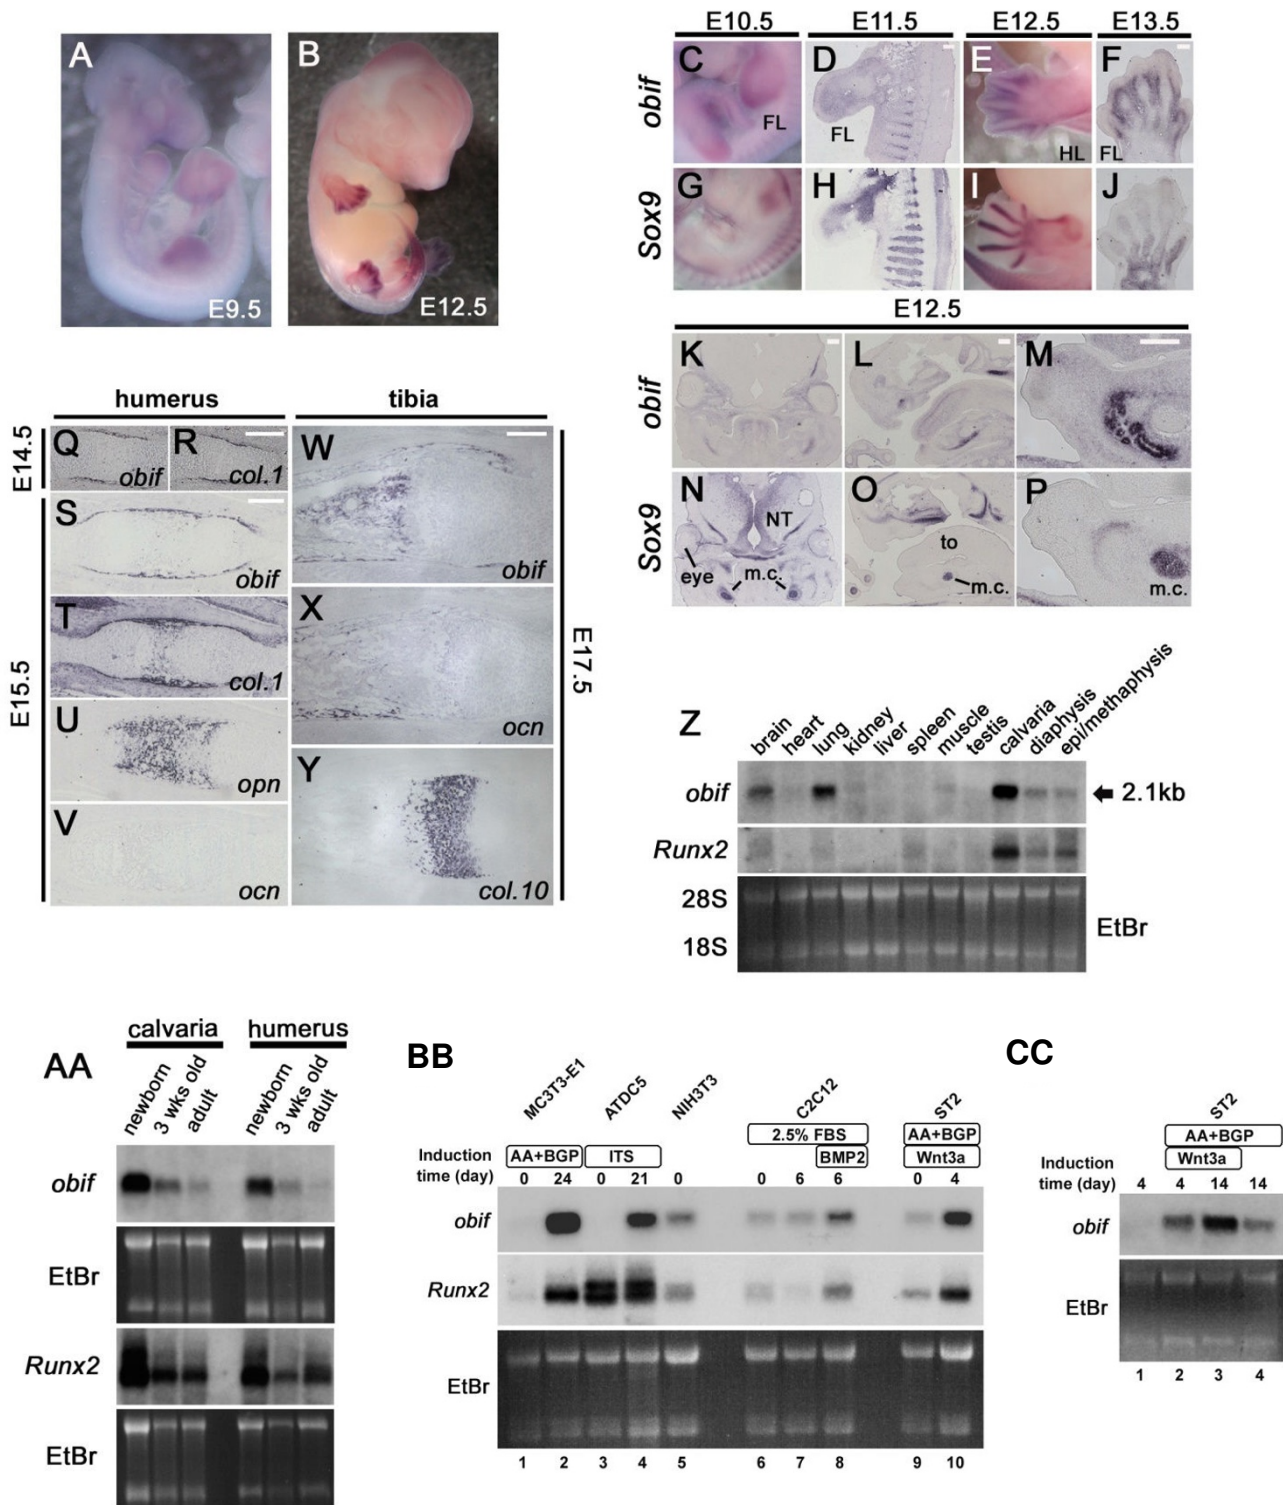 A
E9.5
B
E12.5
E10.5 E11.5 E12.5 E13.5
obif
C
FL
D
FL
E
HL
F
FL
Sox9
G
H
I
J
E12.5
obif
K
L
M
Sox9
N
NT
eye
m.c.
O
to
m.c.
P
m.c.
humerus
E14.5
Q
obif
R
col.1
E15.5
S
obif
T
col.1
U
opn
V
ocn
tibia
W
obif
X
ocn
Y
col.10
E17.5
Z
brain heart lung kidney liver spleen muscle testis calvaria diaphysis epi/methaphysis
obif
2.1kb
Runx2
28S
18S
EtBr
AA
calvaria humerus
newborn 3 wks old adult newborn 3 wks old adult
obif
EtBr
Runx2
EtBr
BB
MC3T3-E1 ATDC5 NIH3T3 C2C12 ST2
2.5% FBS AA+BGP
Induction AA+BGP ITS BMP2 Wnt3a
time (day) 0 24 0 21 0 0 6 6 0 4
obif
Runx2
EtBr
1 2 3 4 5 6 7 8 9 10
CC
ST2
AA+BGP
Induction Wnt3a
time (day) 4 4 14 14
obif
EtBr
1 2 3 4